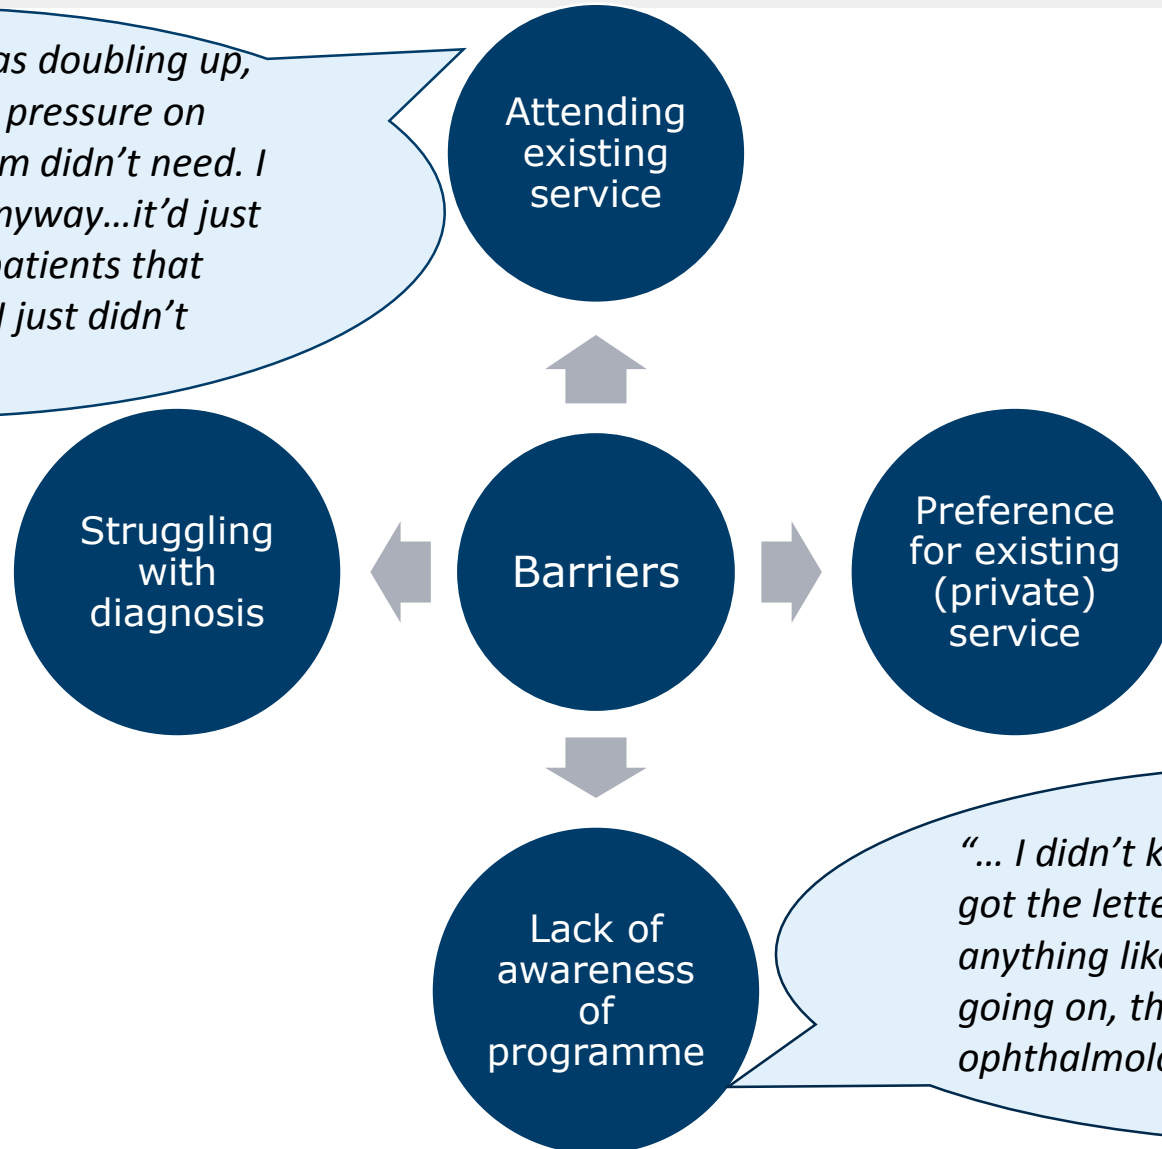 as doubling up,
pressure on
m didn’t need. I
nyway…it’d just
patients that
I just didn’t
Attending
existing
service
Struggling
with
diagnosis
Barriers
Preference
for existing
(private)
service
Lack of
awareness
of
programme
“… I didn’t k
got the lette
anything lik
going on, th
ophthalmolo